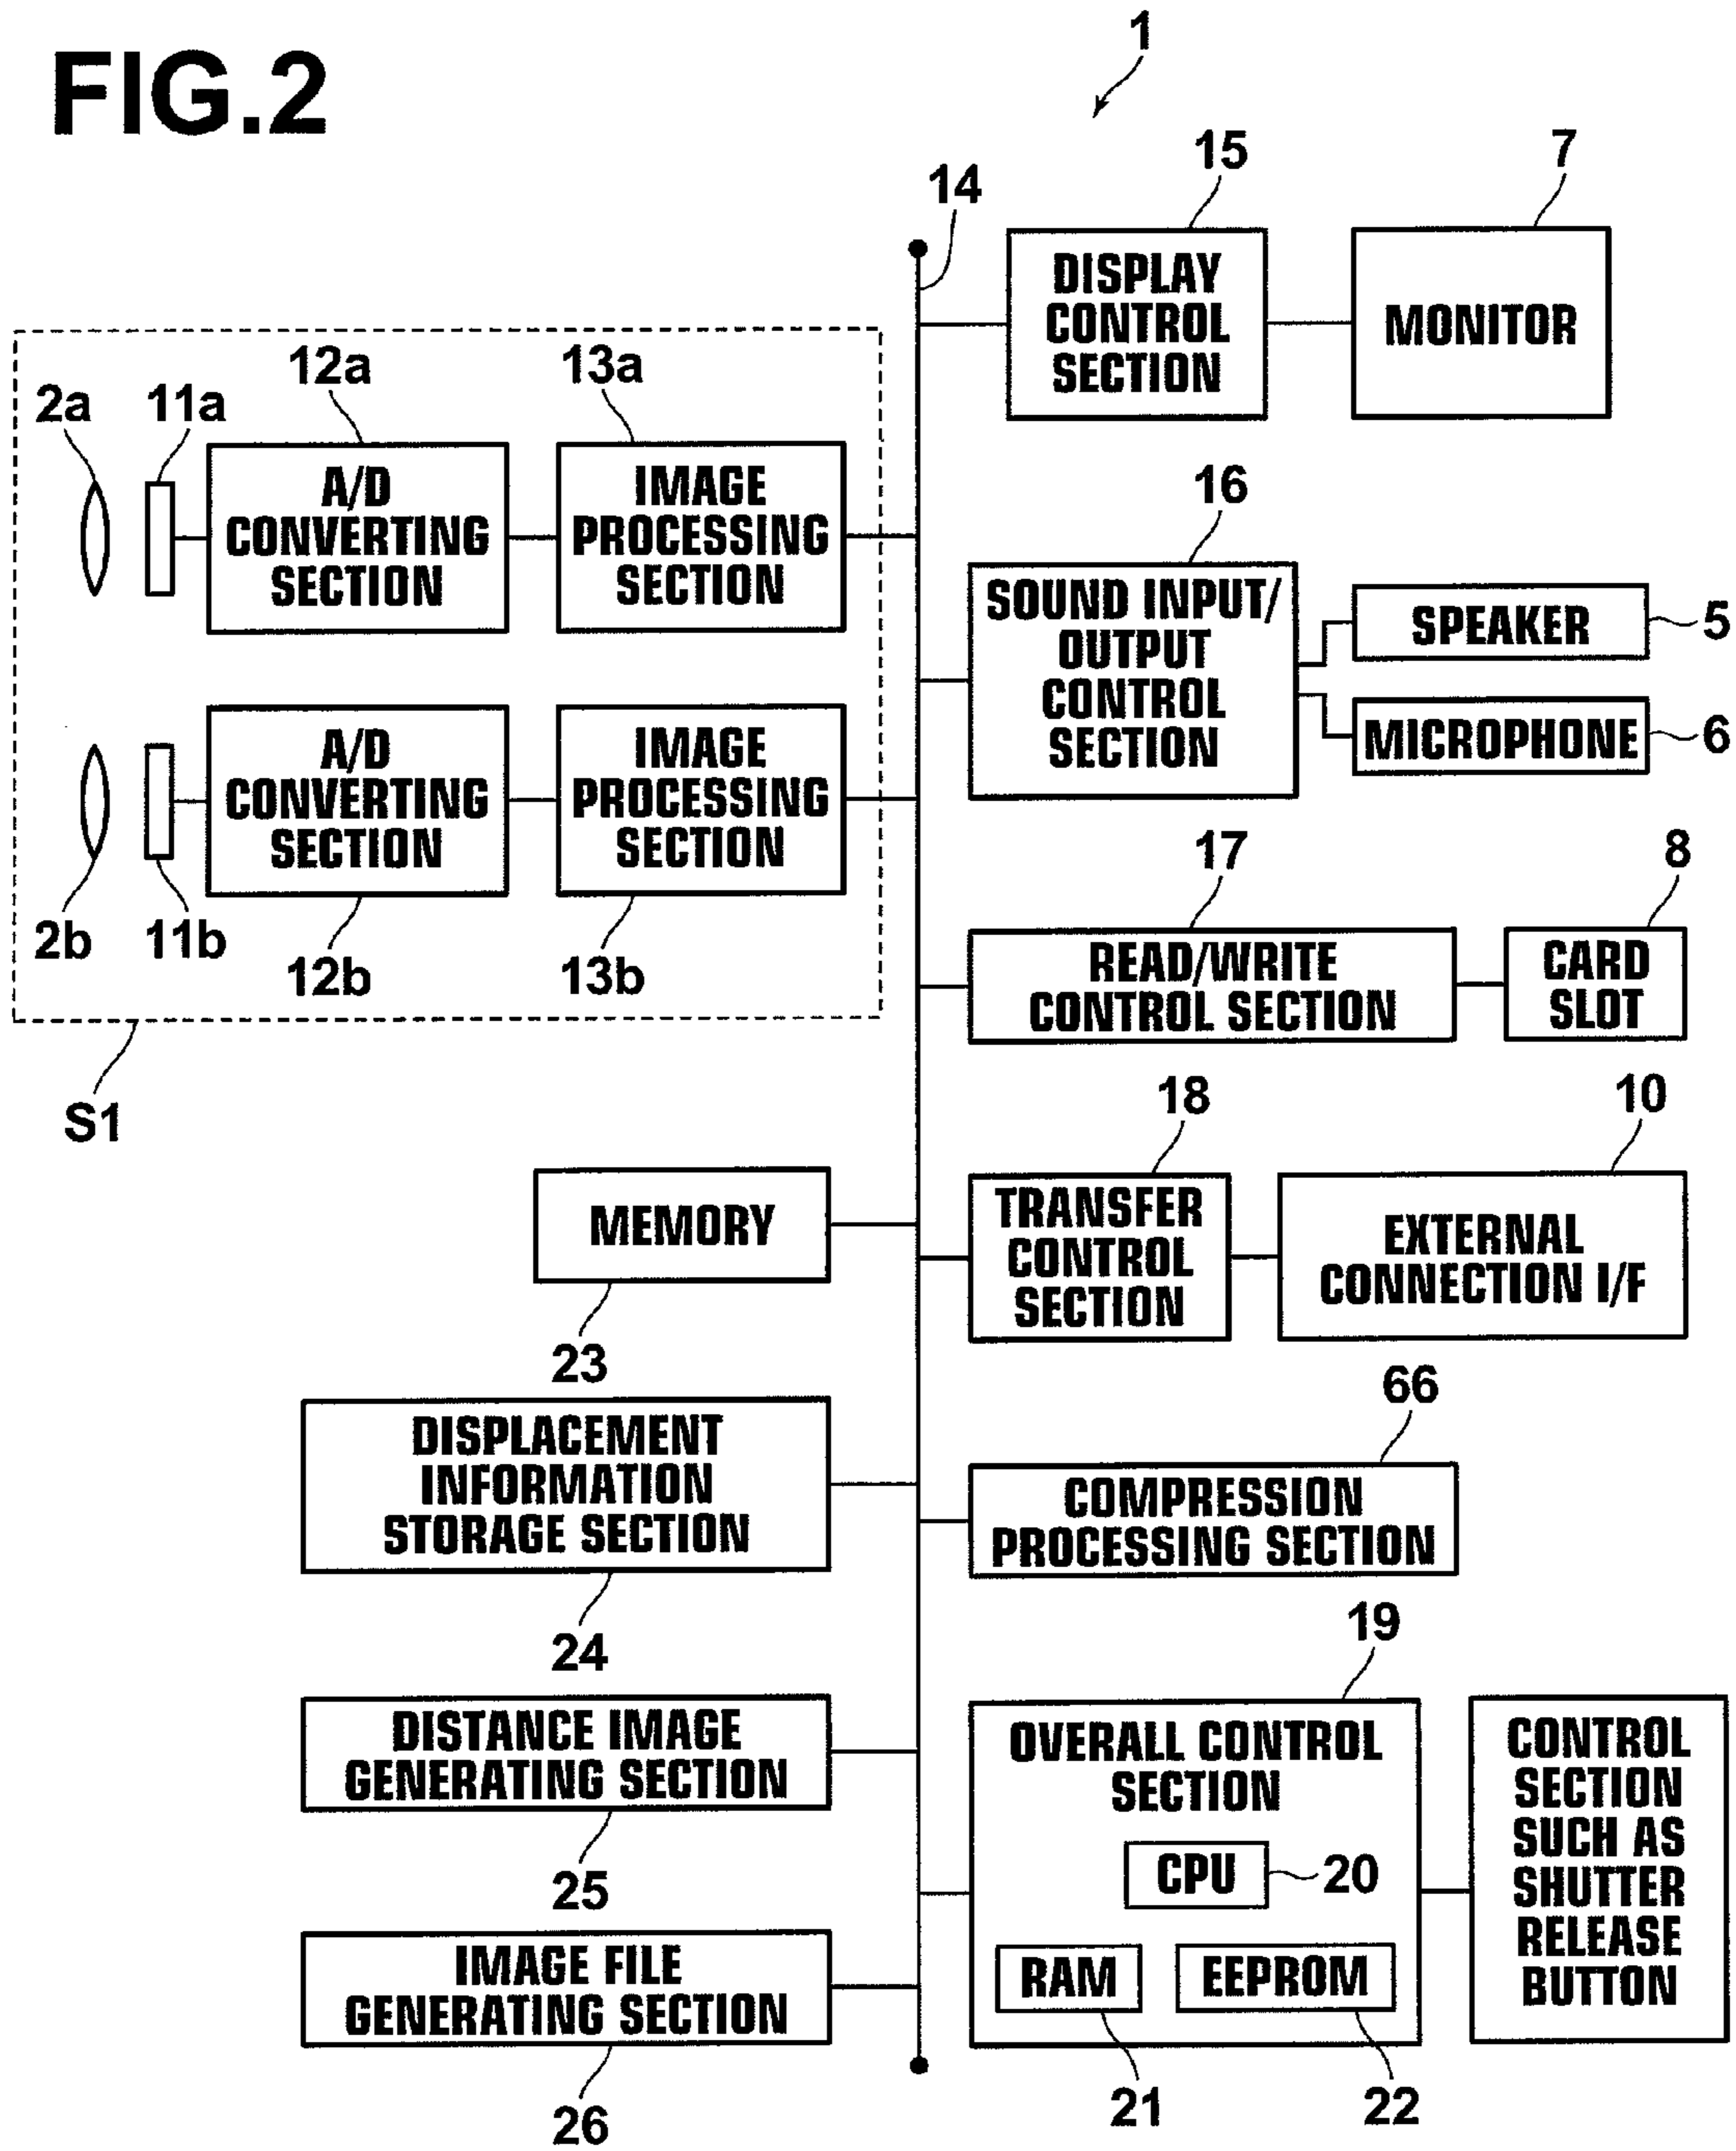 FIG.2
1
14
15
DISPLAY
CONTROL
SECTION
7
MONITOR
2a
11a
12a
A/D
CONVERTING
SECTION
13a
IMAGE
PROCESSING
SECTION
16
SOUND INPUT/
OUTPUT
CONTROL
SECTION
SPEAKER
5
MICROPHONE
6
A/D
CONVERTING
SECTION
IMAGE
PROCESSING
SECTION
2b
11b
12b
13b
S1
17
READ/WRITE
CONTROL SECTION
8
CARD
SLOT
18
TRANSFER
CONTROL
SECTION
10
EXTERNAL
CONNECTION I/F
MEMORY
23
66
COMPRESSION
PROCESSING SECTION
DISPLACEMENT
INFORMATION
STORAGE SECTION
24
19
OVERALL CONTROL
SECTION
CPU
20
RAM
EEPROM
21
22
CONTROL
SECTION
SUCH AS
SHUTTER
RELEASE
BUTTON
DISTANCE IMAGE
GENERATING SECTION
25
IMAGE FILE
GENERATING SECTION
26